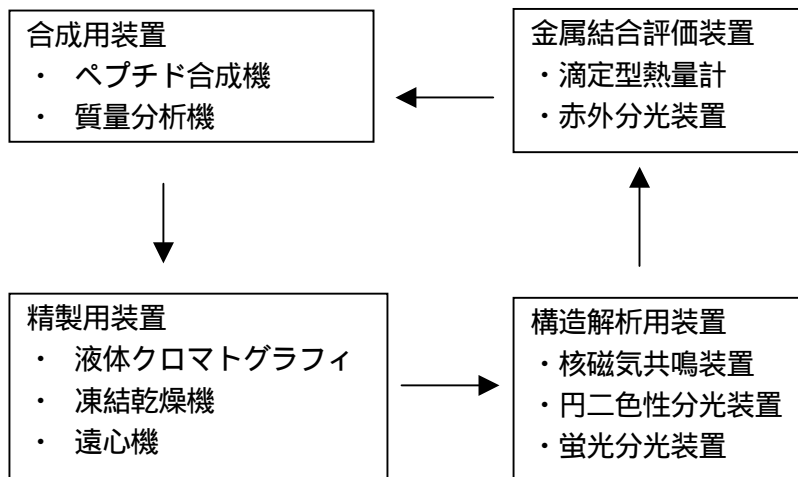 合成用装置
・ ペプチド合成機
・ 質量分析機
金属結合評価装置
・滴定型熱量計
・赤外分光装置
精製用装置
・ 液体クロマトグラフィ
・ 凍結乾燥機
・ 遠心機
構造解析用装置
・核磁気共鳴装置
・円二色性分光装置
・蛍光分光装置